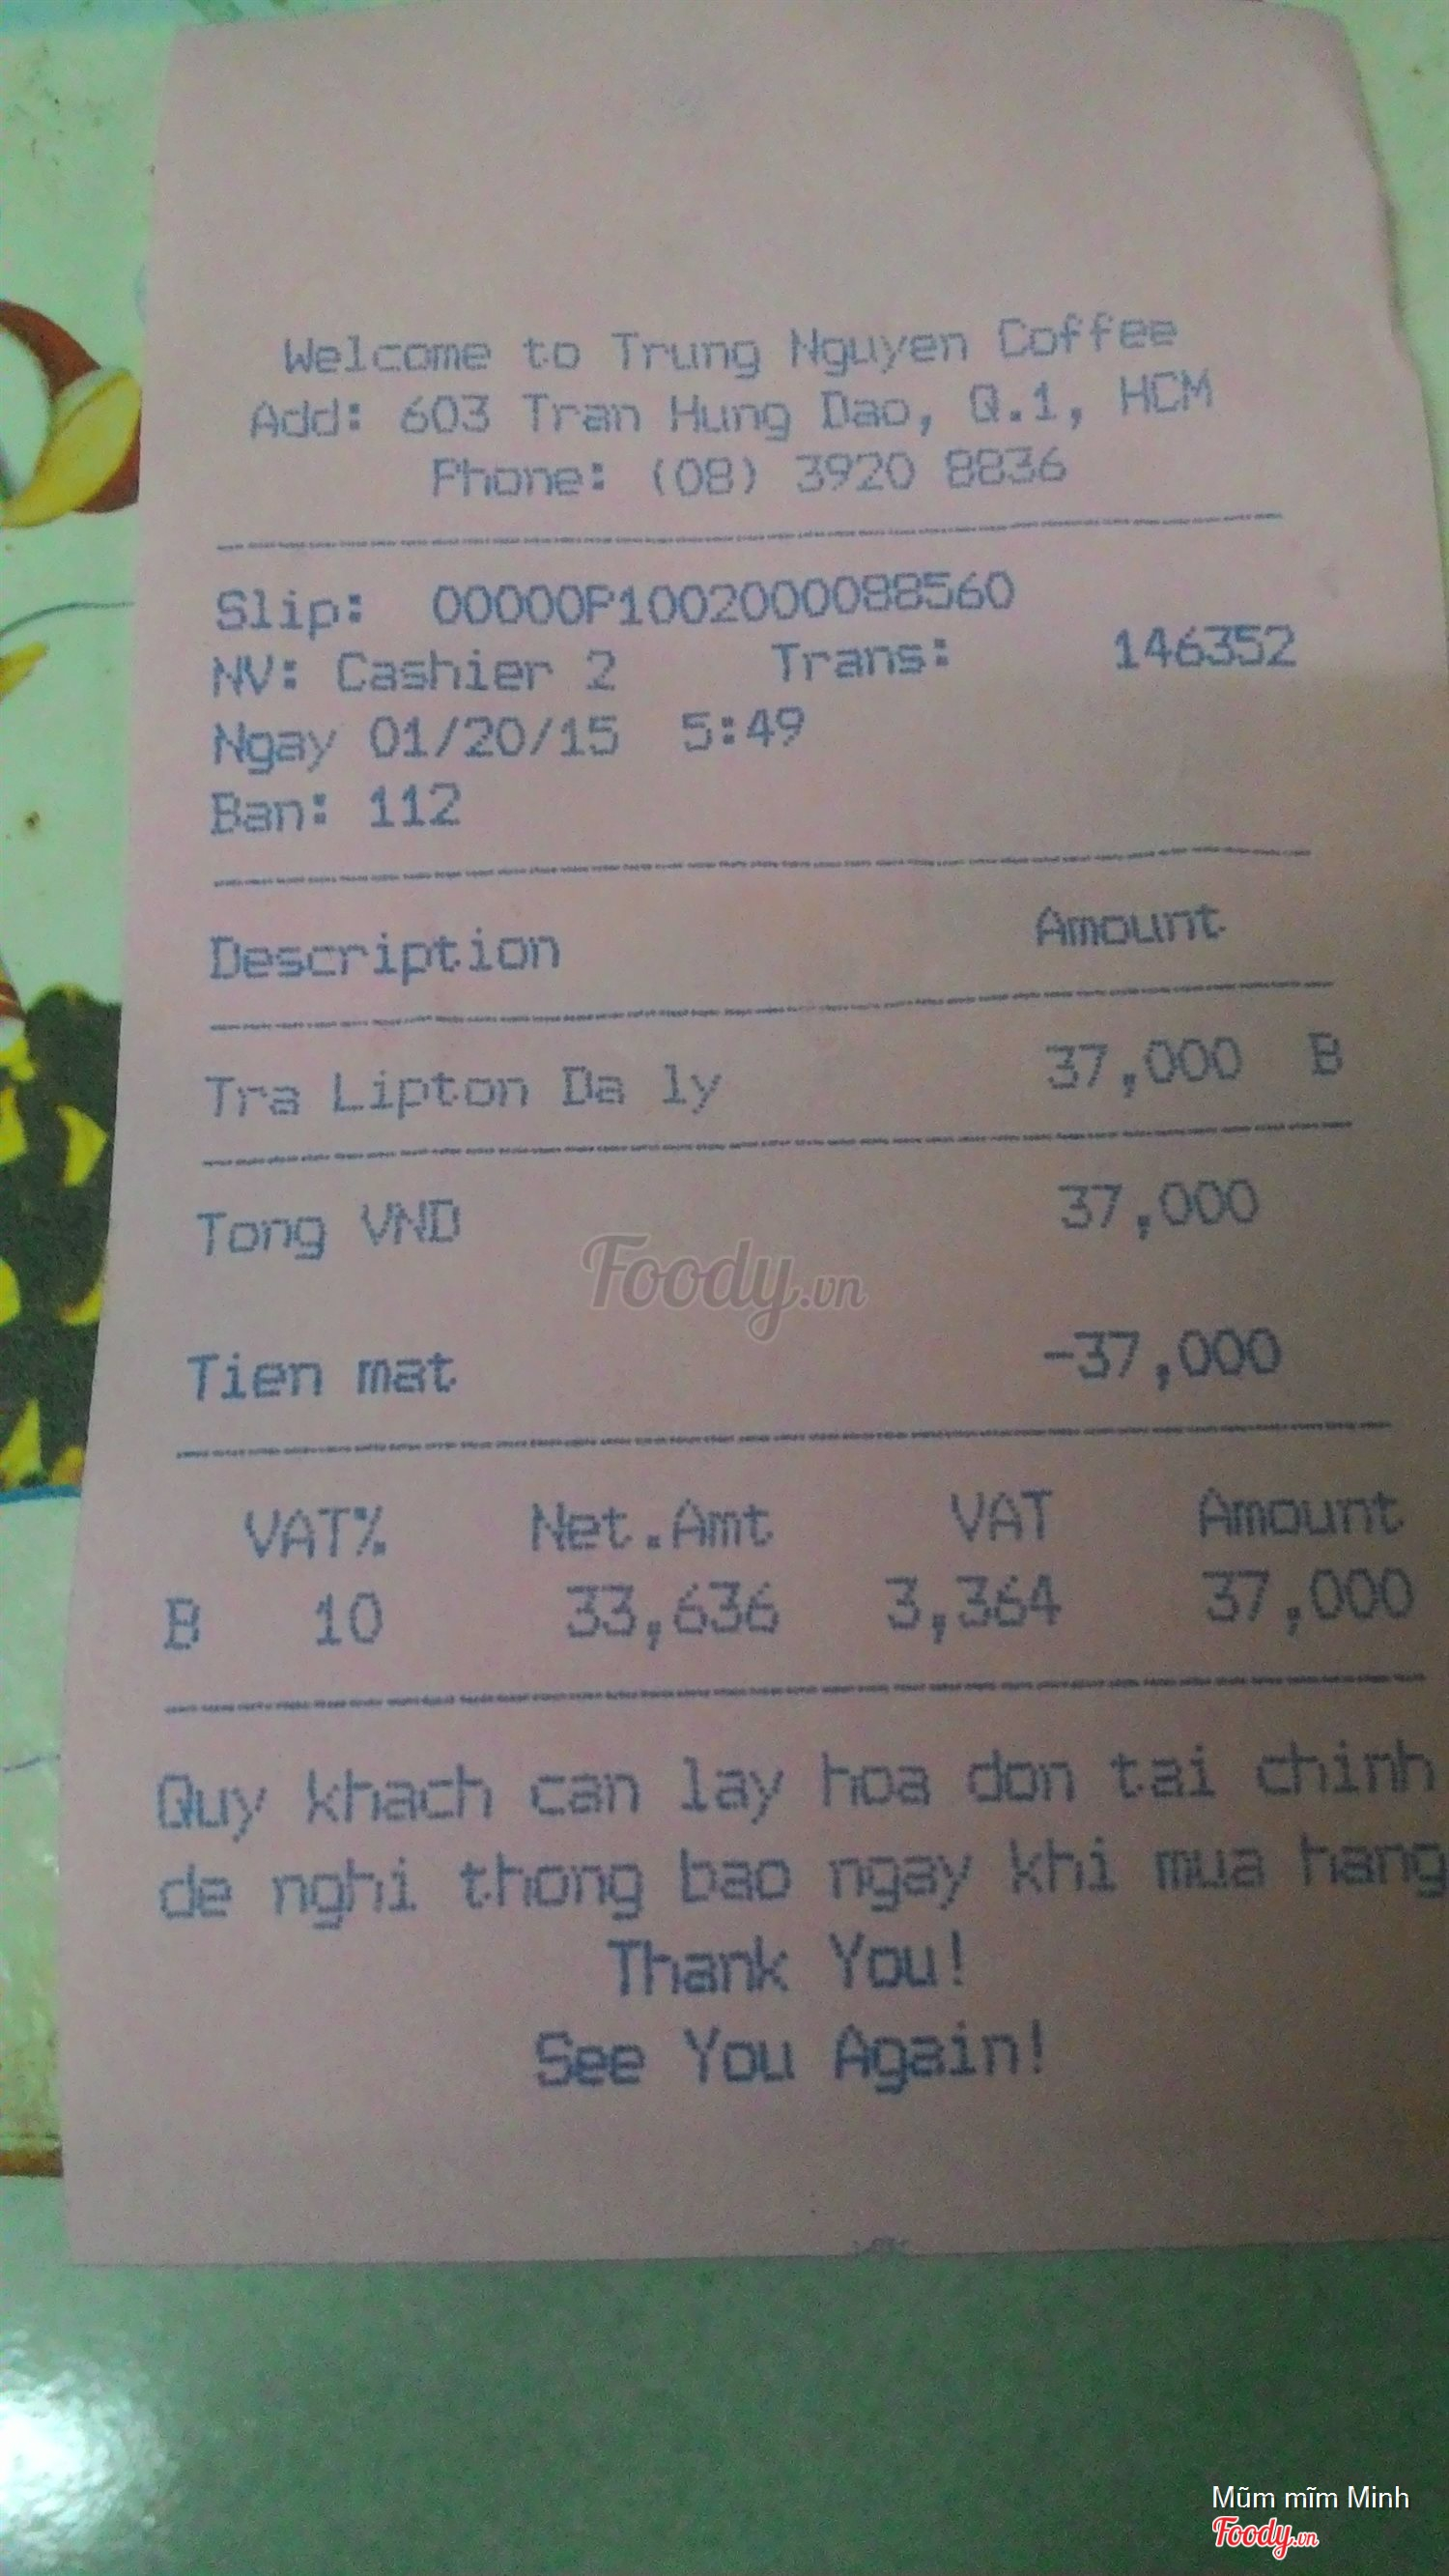 Welcome to Trung Nguyen Coffee
Add: 603 Tran Hung Dao, Q.1, HCM
Phone: (08) 3920 8836
Slip: 00000P1002000088560
NV: Cashier 2 Trans: 146352
Ngay 01/20/15 5:49
Ban: 112
Description Amount
Tra Lipton Da ly 37,000 B
Tong VND 37,000
Foody.vn
Tien mat -37,000
VAT% Net.Amt VAT Amount
B 10 33,636 3,364 37,000
Quy khach can lay hoa don tai chinh
de nghi thong bao ngay khi mua hang
Thank You!
See You Again!
Mũm mĩm Minh
Foody.vn